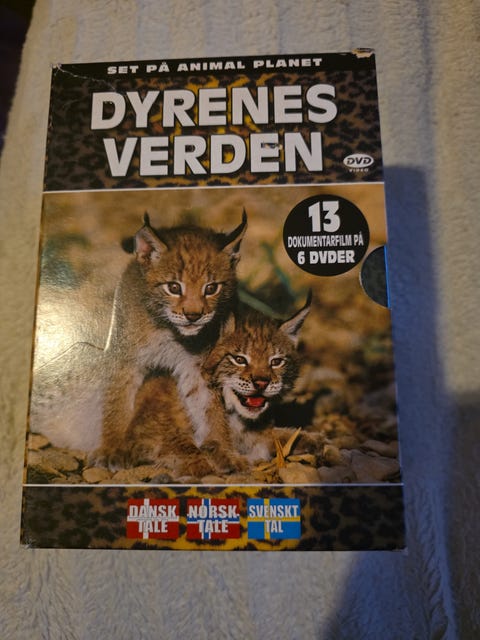 SET PÅ ANIMAL PLANET
DYRENES
VERDEN
DVD
VIDEO
13
DOKUMENTARFILM PÅ
6 DVDER
DANSK TALE
NORSK TALE
SVENSKT TAL